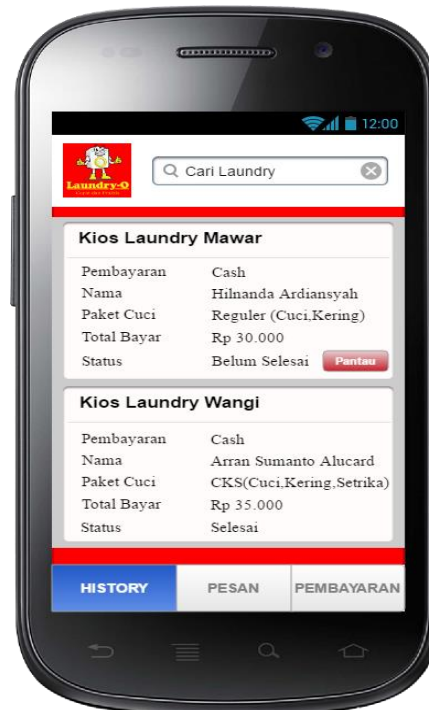 12:00
Laundry-Q
Cari Laundry
Kios Laundry Mawar
Pembayaran Cash
Nama Hilnanda Ardiansyah
Paket Cuci Reguler (Cuci,Kering)
Total Bayar Rp 30.000
Status Belum Selesai Pantau
Kios Laundry Wangi
Pembayaran Cash
Nama Arran Sumanto Alucard
Paket Cuci CKS(Cuci,Kering,Setrika)
Total Bayar Rp 35.000
Status Selesai
HISTORY PESAN PEMBAYARAN